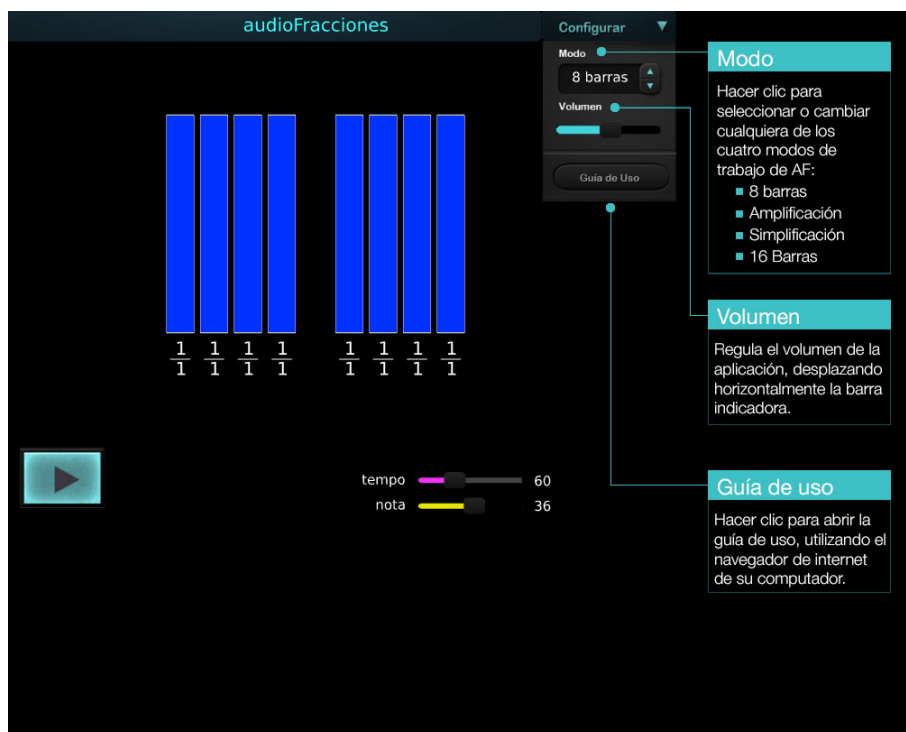 audioFracciones
Configurar
Modo
8 barras
Volumen
Guía de Uso
1 1 1 1 1 1 1 1
1 1 1 1 1 1 1 1
tempo 60
nota 36
Modo
Hacer clic para
seleccionar o cambiar
cualquiera de los
cuatro modos de
trabajo de AF:
8 barras
Amplificación
Simplificación
16 Barras
Volumen
Regula el volumen de la
aplicación, desplazando
horizontalmente la barra
indicadora.
Guía de uso
Hacer clic para abrir la
guía de uso, utilizando el
navegador de internet
de su computador.